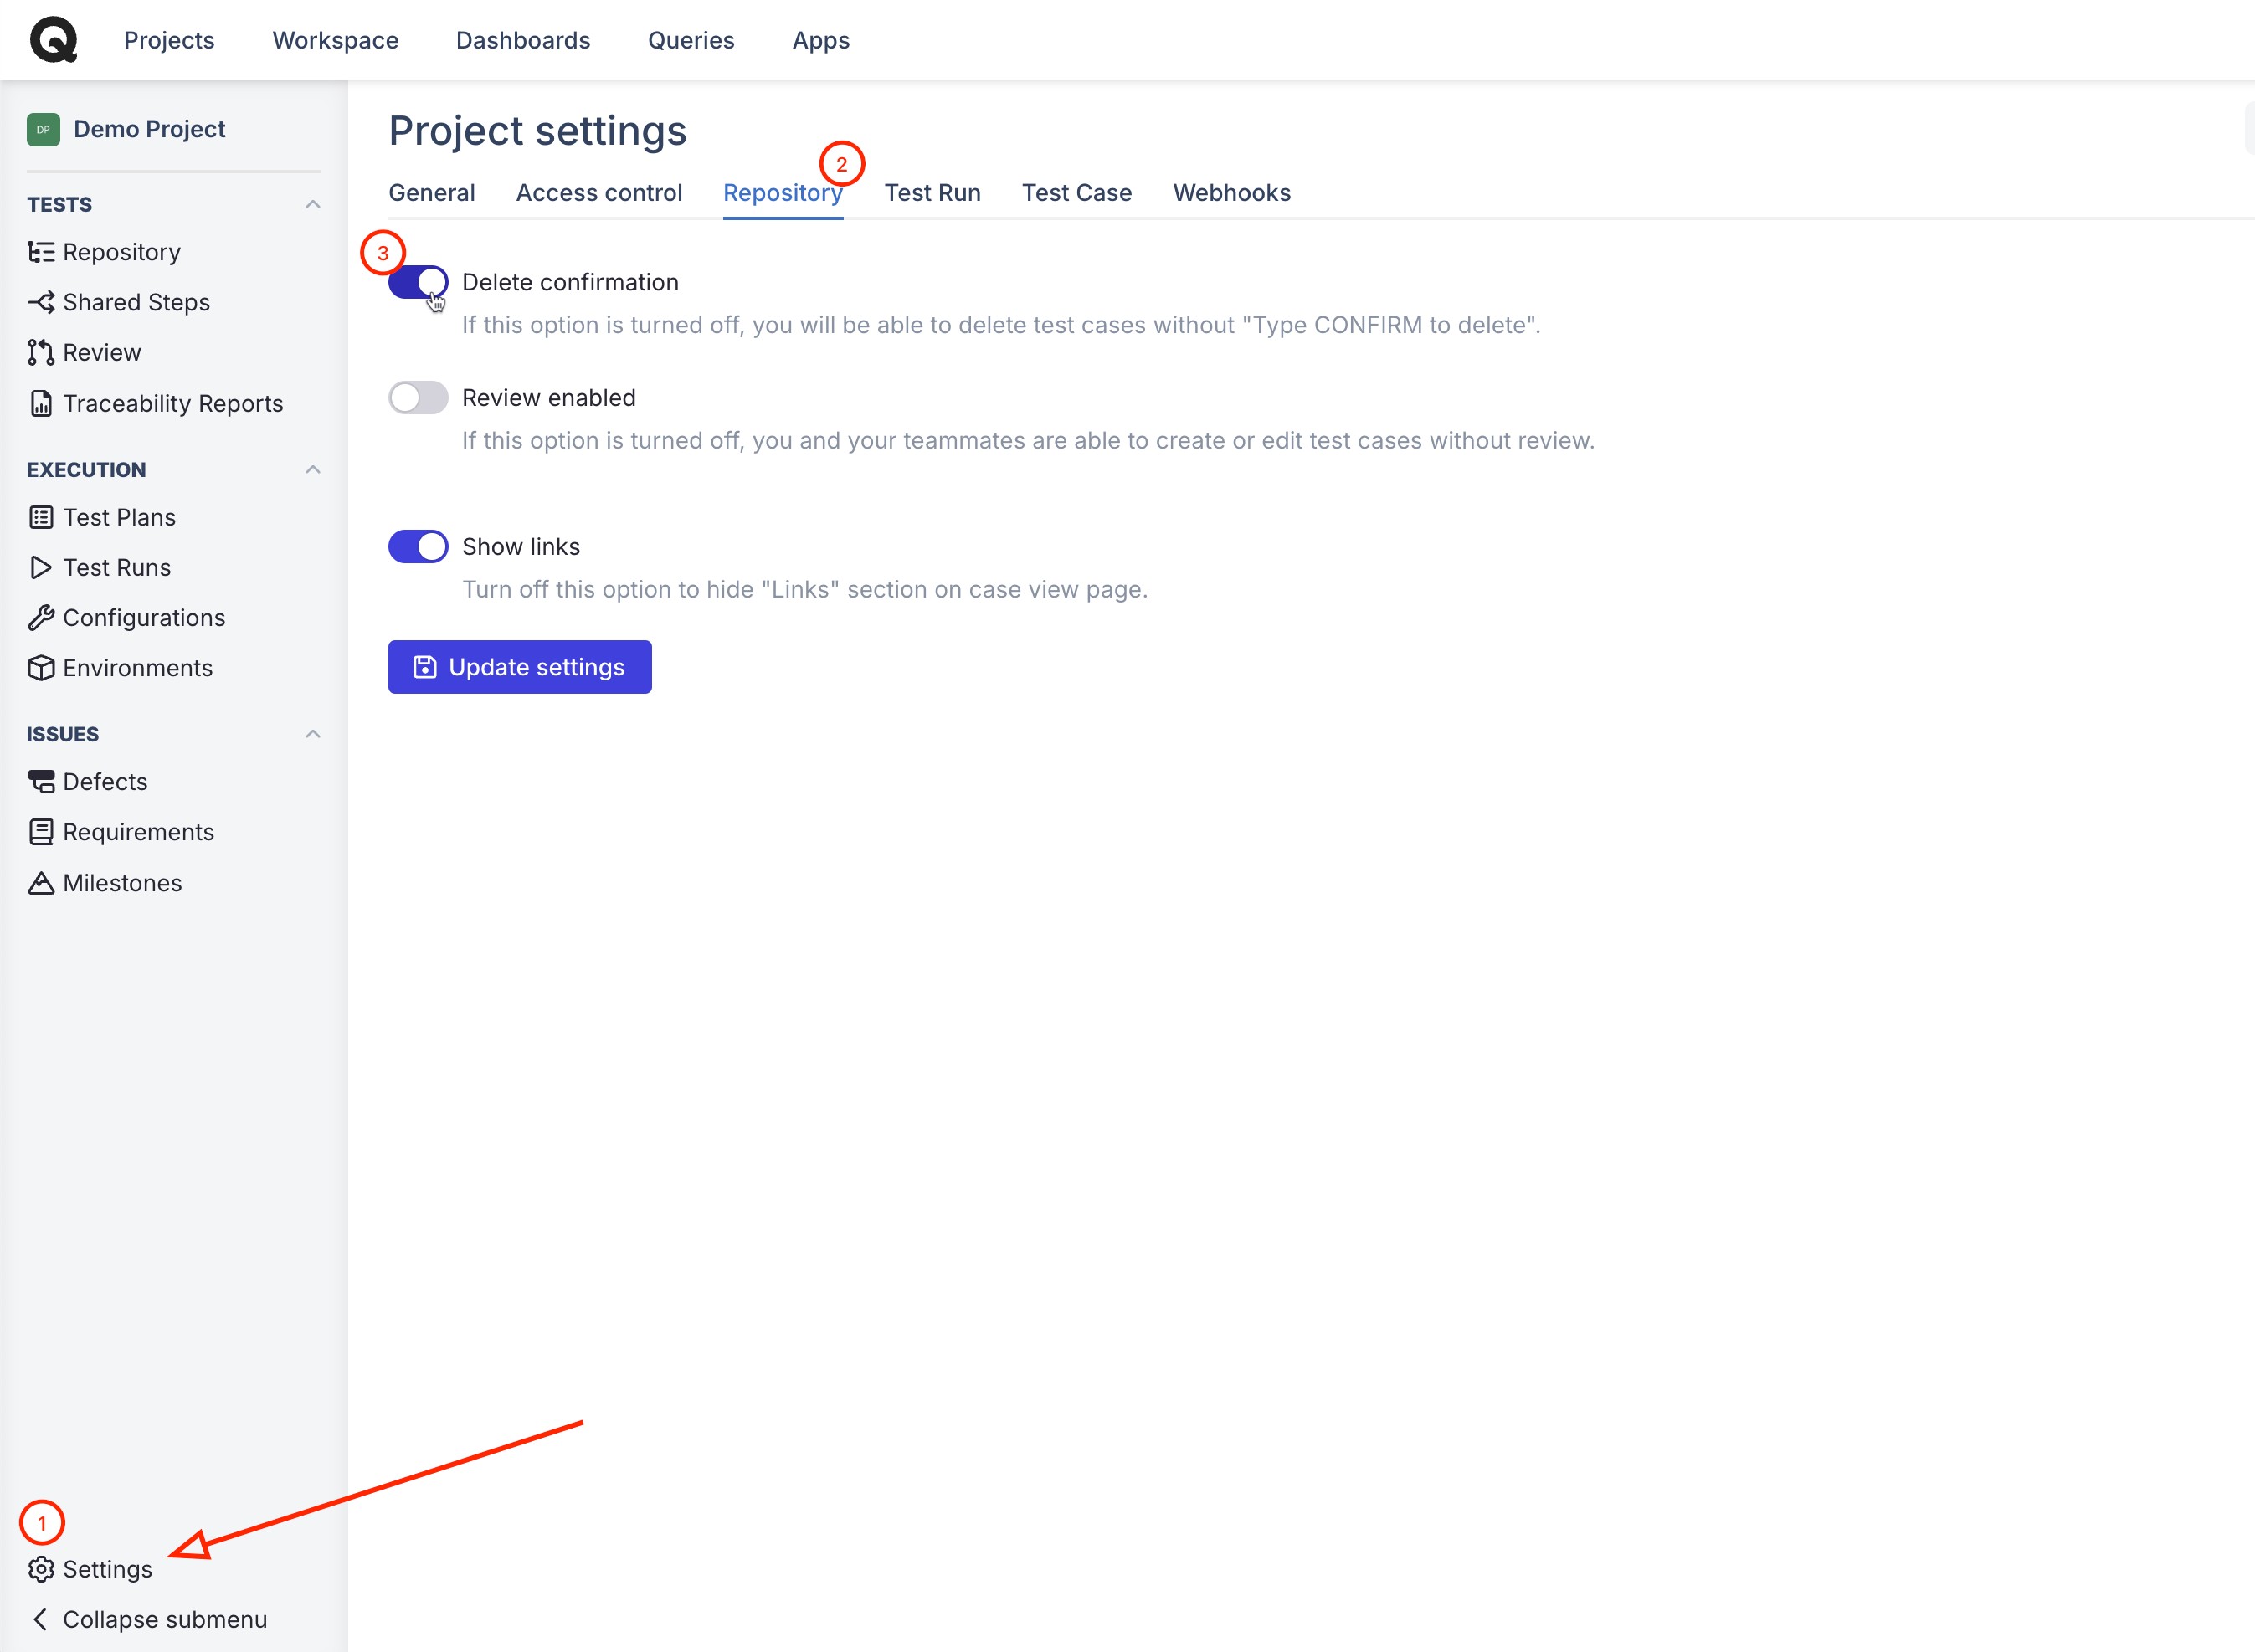 Projects Workspace Dashboards Queries Apps
DP Demo Project
TESTS
Repository
Shared Steps
Review
Traceability Reports
EXECUTION
Test Plans
Test Runs
Configurations
Environments
ISSUES
Defects
Requirements
Milestones
1
Settings
Collapse submenu
Project settings
2
General Access control Repository Test Run Test Case Webhooks
3
Delete confirmation
If this option is turned off, you will be able to delete test cases without "Type CONFIRM to delete".
Review enabled
If this option is turned off, you and your teammates are able to create or edit test cases without review.
Show links
Turn off this option to hide "Links" section on case view page.
Update settings